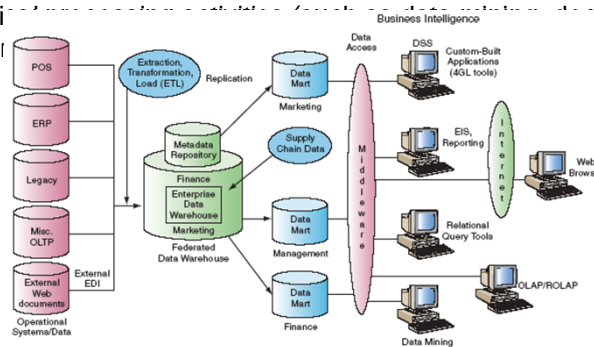 Business Intelligence
Data
Access
DSS
Custom-Built
Applications
(4GL tools)
POS
Extraction,
Transformation,
Load (ETL)
Replication
Data
Mart
Marketing
ERP
Metadata
Repository
Supply
Chain Data
EIS,
Reporting
Internet
Web
Brows
Legacy
Finance
Enterprise
Data
Warehouse
Marketing
Federated
Data Warehouse
Middleware
Data
Mart
Management
Relational
Query Tools
Misc.
OLTP
External
Web
documents
External
EDI
Operational
Systems/Data
Data
Mart
Finance
OLAP/ROLAP
Data Mining